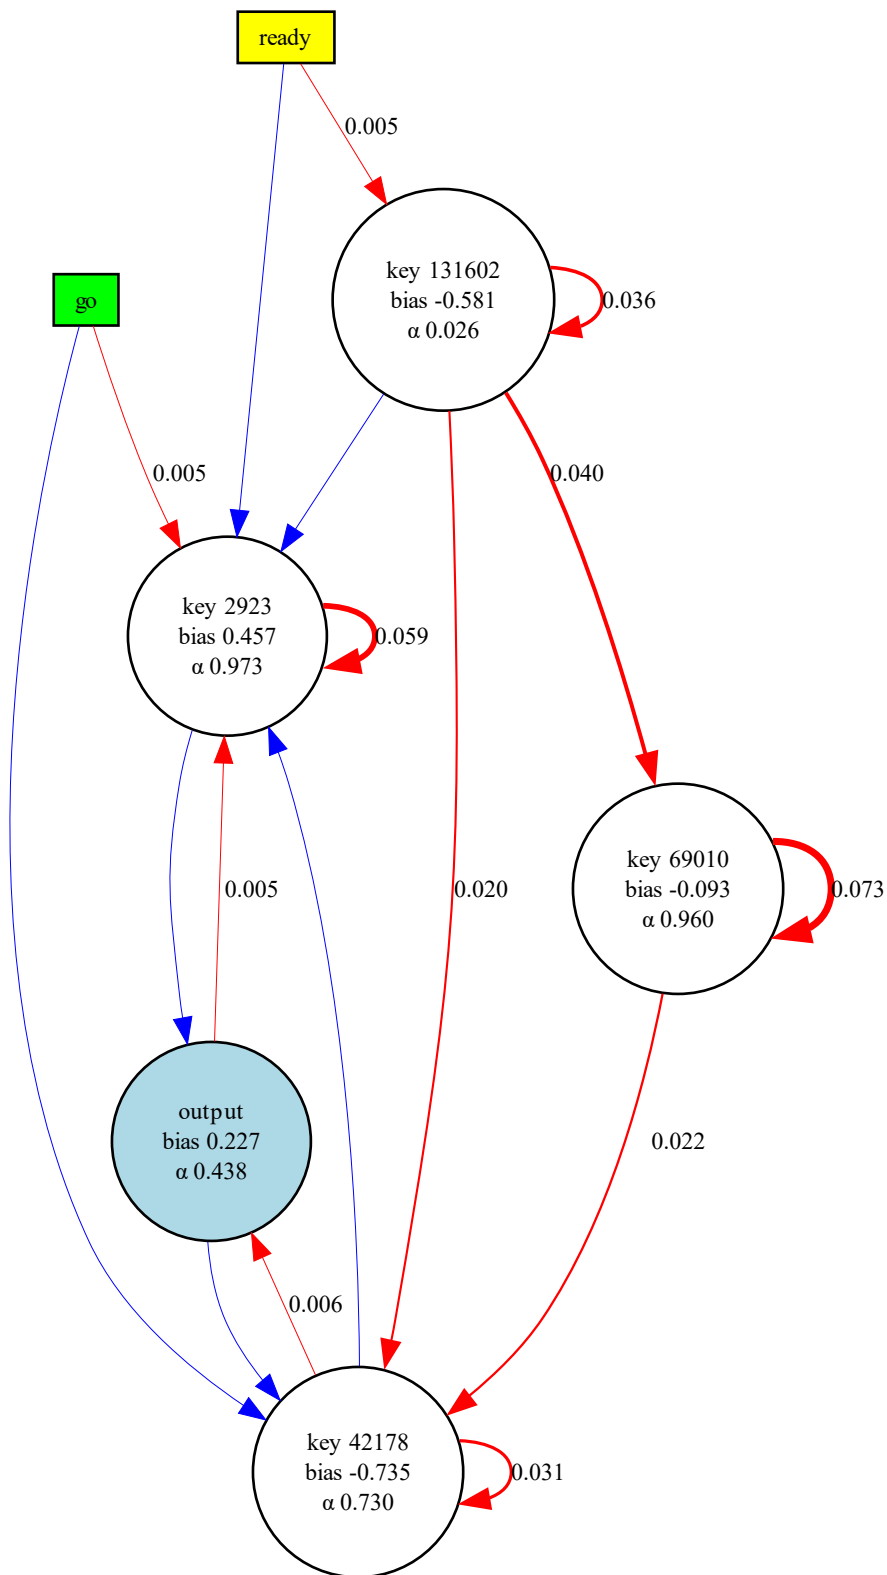 ready
0.005
key 131602
bias -0.581
α 0.026
0.036
go
0.005
0.040
key 2923
bias 0.457
α 0.973
0.059
key 69010
bias -0.093
α 0.960
0.073
0.005
0.020
output
bias 0.227
α 0.438
0.022
0.006
key 42178
bias -0.735
α 0.730
0.031